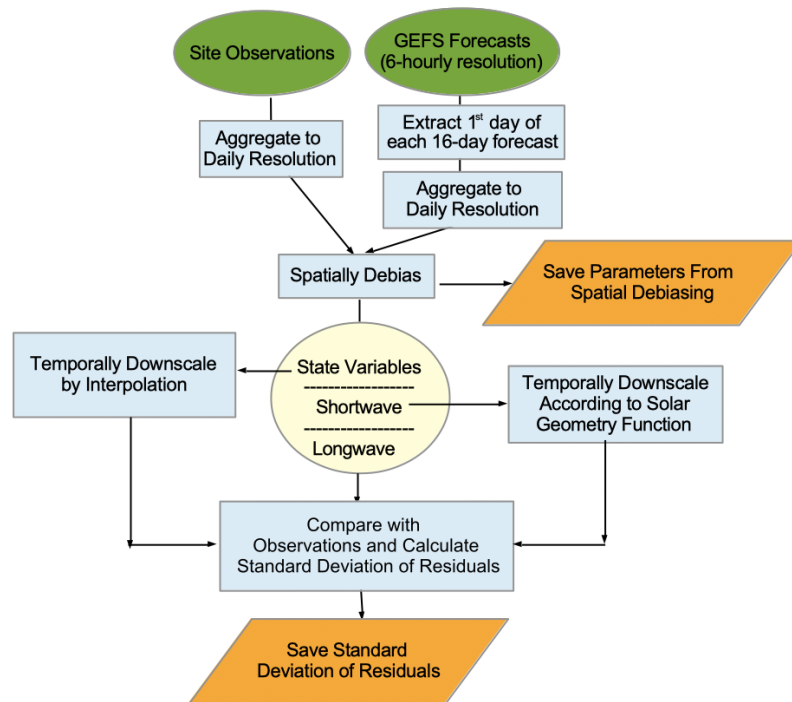 Site Observations
GEFS Forecasts
(6-hourly resolution)
Aggregate to
Daily Resolution
Extract 1st day of
each 16-day forecast
Aggregate to
Daily Resolution
Spatially Debias
Save Parameters From
Spatial Debiasing
Temporally Downscale
by Interpolation
State Variables
-------------------
Shortwave
-------------------
Longwave
Temporally Downscale
According to Solar
Geometry Function
Compare with
Observations and Calculate
Standard Deviation of Residuals
Save Standard
Deviation of Residuals